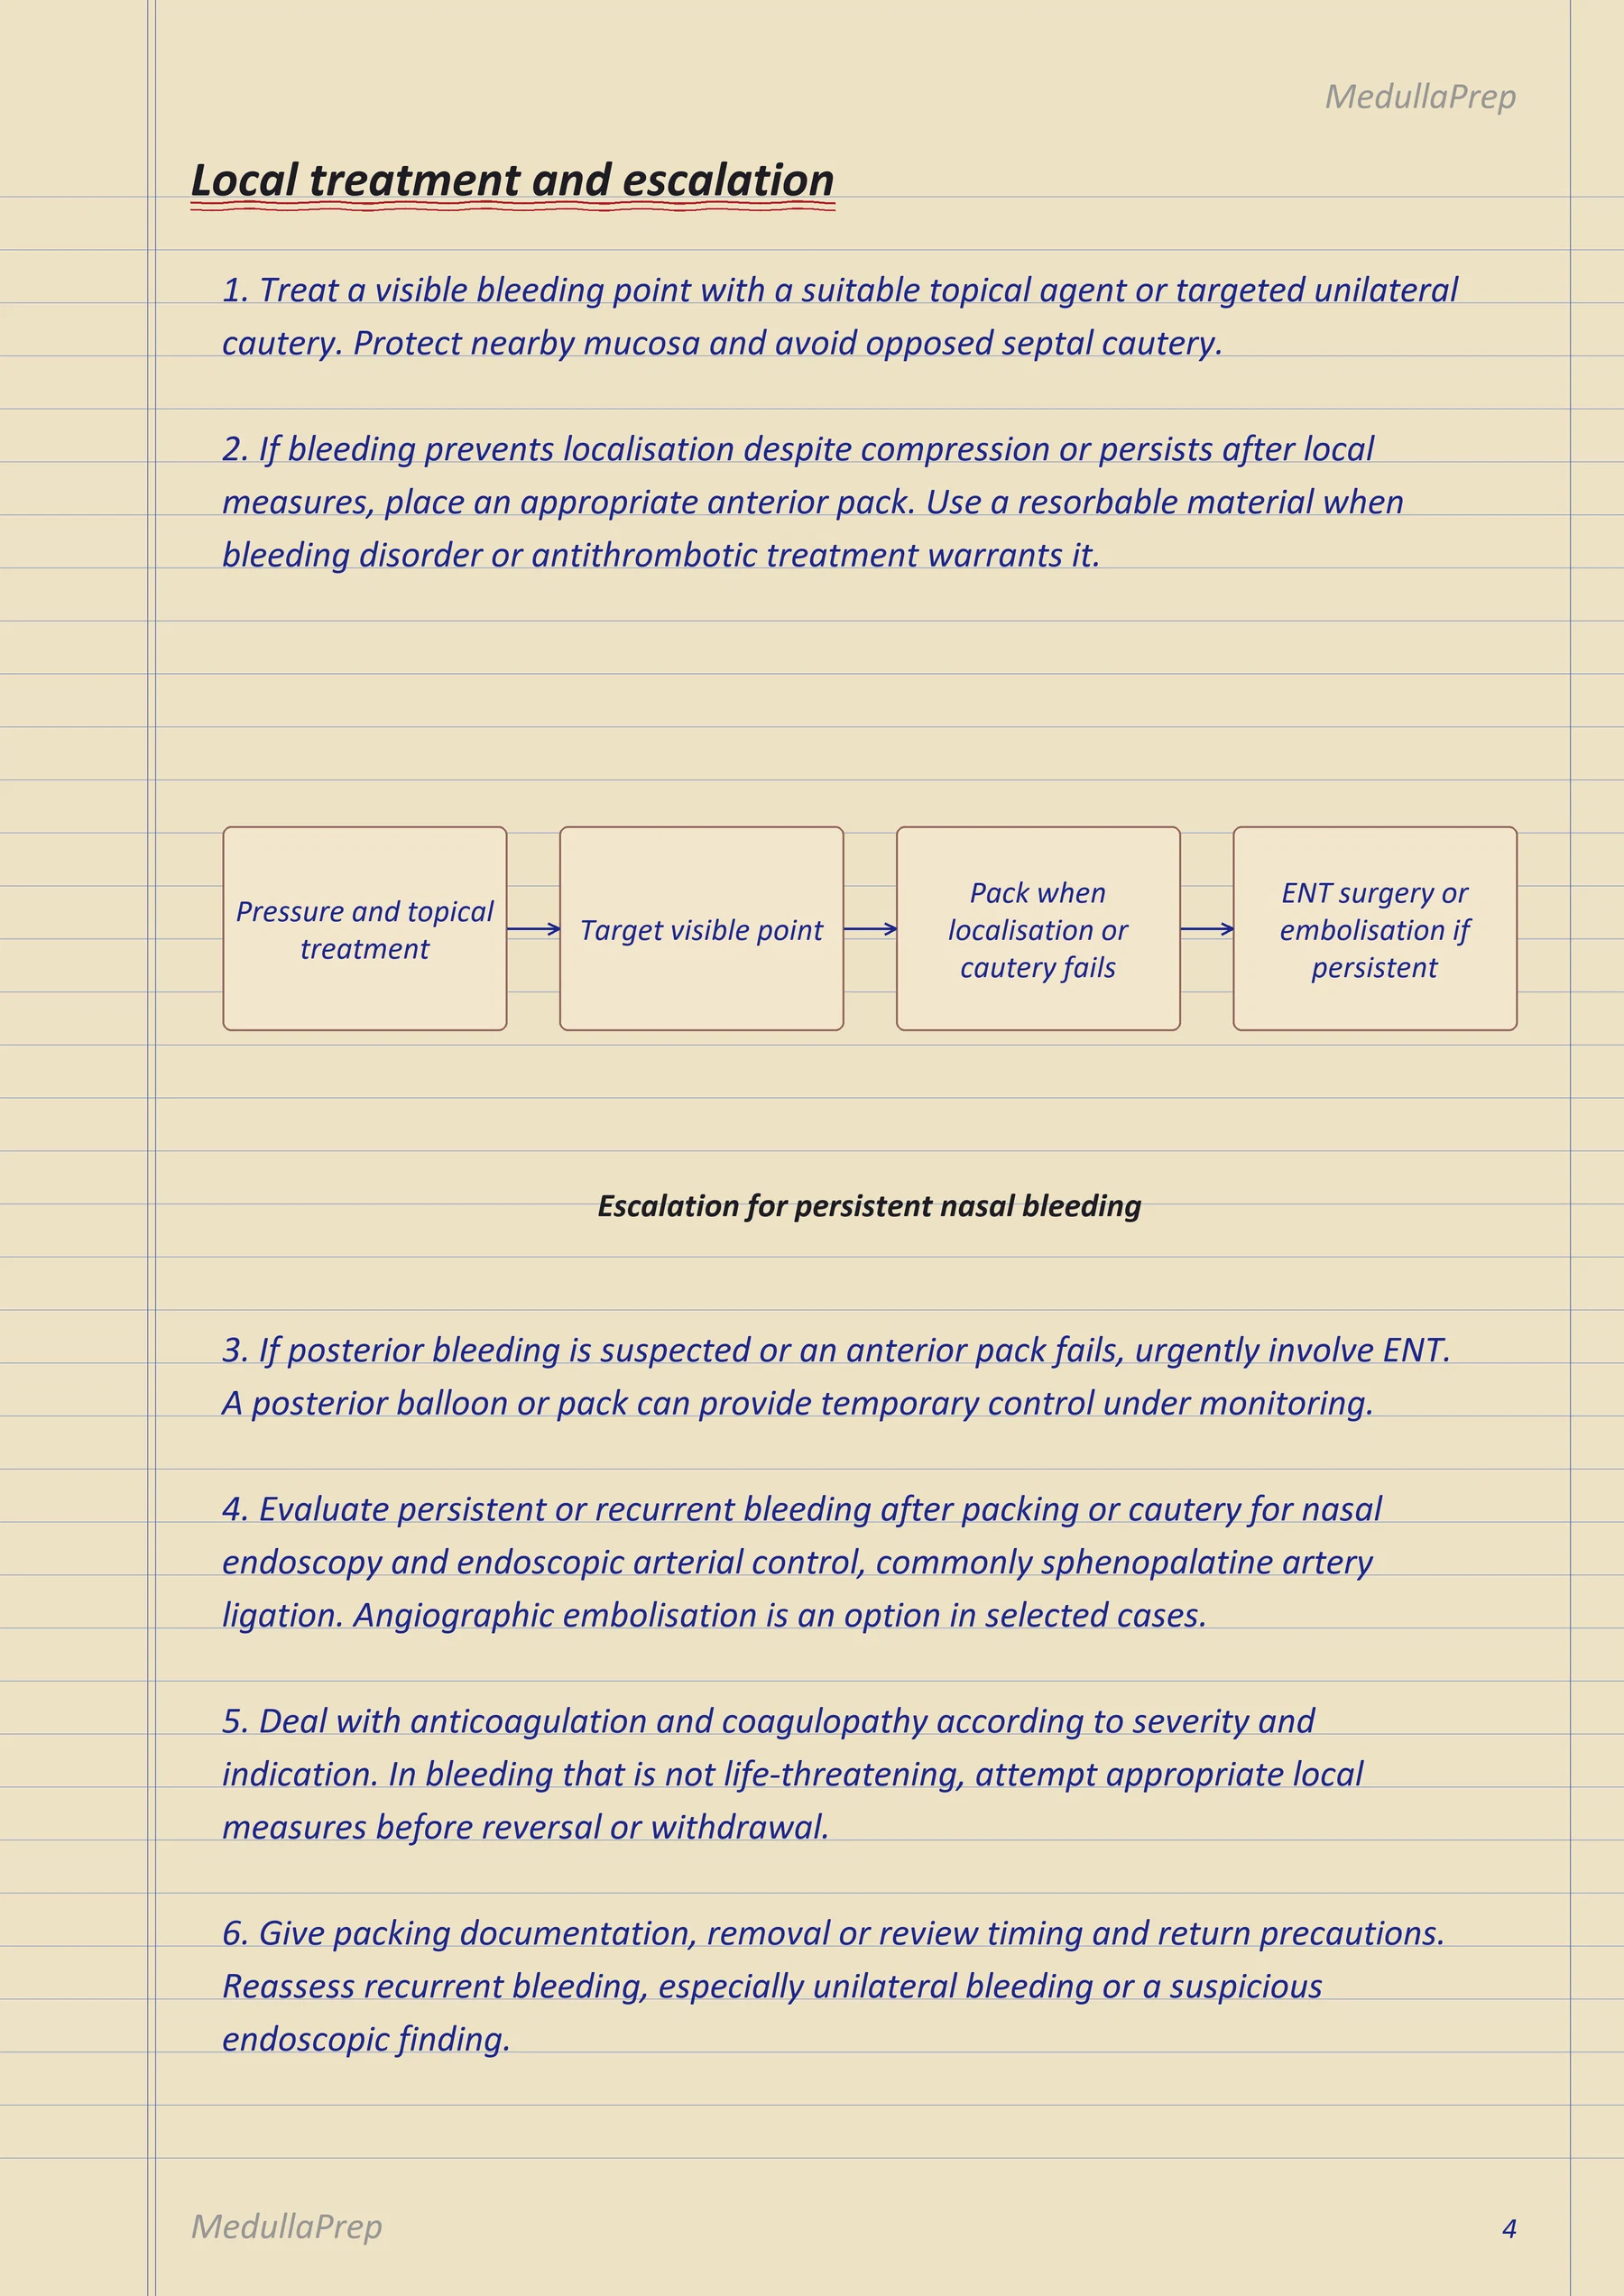 MedullaPrep
Local treatment and escalation
1. Treat a visible bleeding point with a suitable topical agent or targeted unilateral
cautery. Protect nearby mucosa and avoid opposed septal cautery.
2. If bleeding prevents localisation despite compression or persists after local
measures, place an appropriate anterior pack. Use a resorbable material when
bleeding disorder or antithrombotic treatment warrants it.
Pressure and topical
treatment
Target visible point
Pack when
localisation or
cautery fails
ENT surgery or
embolisation if
persistent
Escalation for persistent nasal bleeding
3. If posterior bleeding is suspected or an anterior pack fails, urgently involve ENT.
A posterior balloon or pack can provide temporary control under monitoring.
4. Evaluate persistent or recurrent bleeding after packing or cautery for nasal
endoscopy and endoscopic arterial control, commonly sphenopalatine artery
ligation. Angiographic embolisation is an option in selected cases.
5. Deal with anticoagulation and coagulopathy according to severity and
indication. In bleeding that is not life-threatening, attempt appropriate local
measures before reversal or withdrawal.
6. Give packing documentation, removal or review timing and return precautions.
Reassess recurrent bleeding, especially unilateral bleeding or a suspicious
endoscopic finding.
MedullaPrep
4